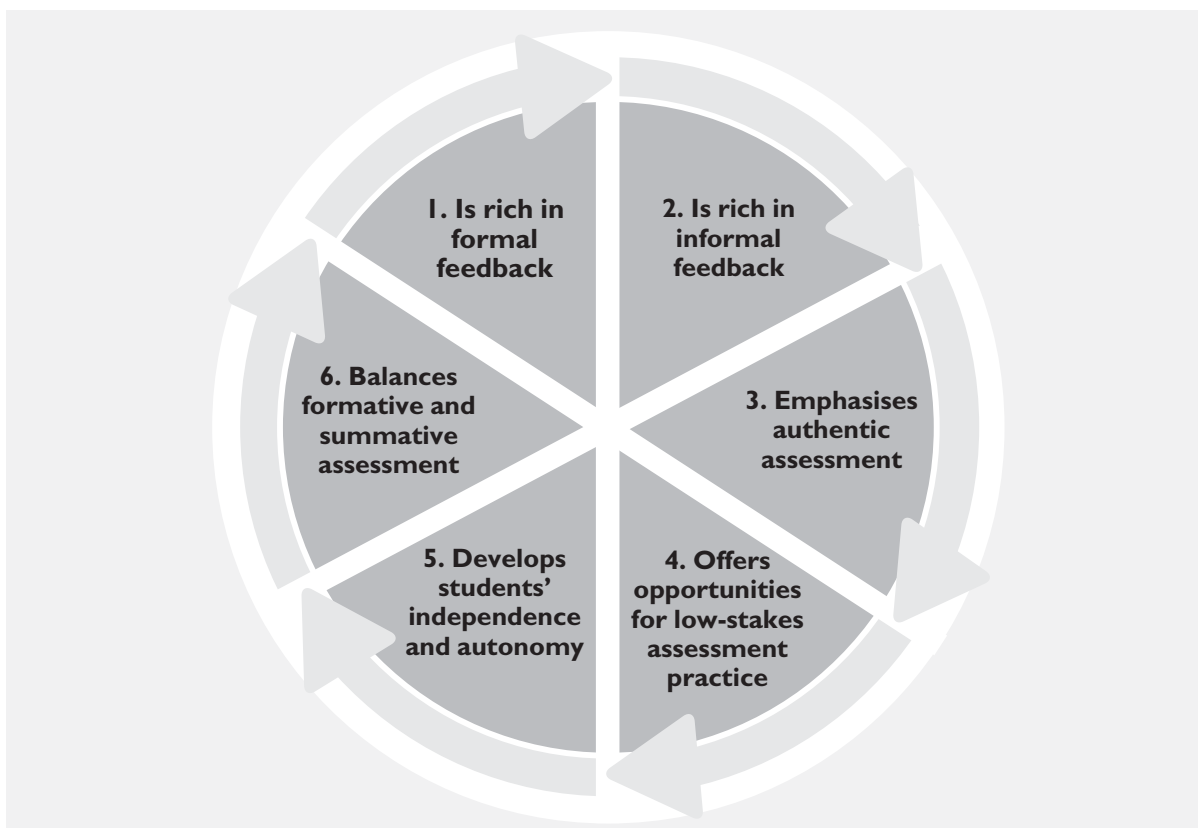 1. Is rich in
formal
feedback
2. Is rich in
informal
feedback
3. Emphasises
authentic
assessment
4. Offers
opportunities
for low-stakes
assessment
practice
5. Develops
students’
independence
and autonomy
6. Balances
formative and
summative
assessment